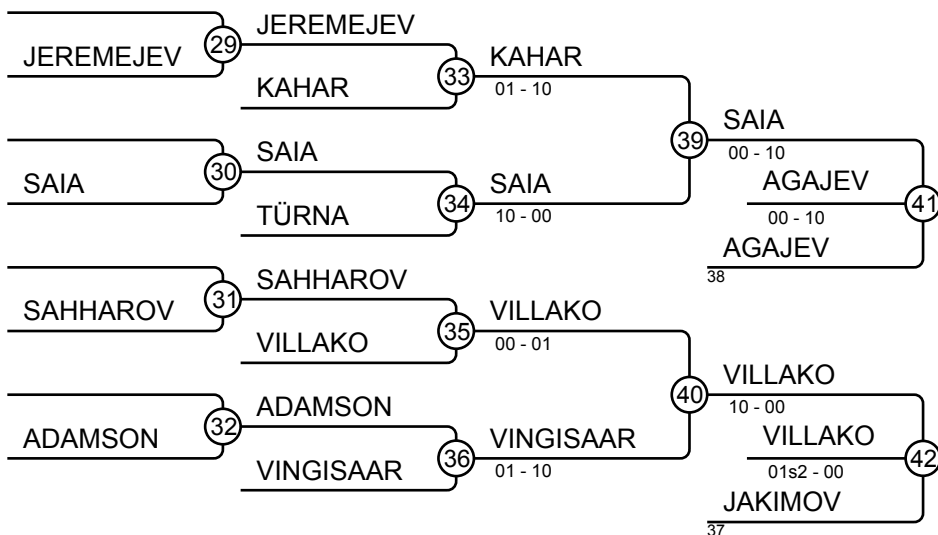 JEREMEJEV
29
JEREMEJEV
KAHAR
33
KAHAR
01 - 10
SAIA
30
SAIA
TÜRNA
34
SAIA
10 - 00
39
SAIA
00 - 10
AGAJEV
00 - 10
41
AGAJEV
38
SAHHAROV
31
SAHHAROV
VILLAKO
35
VILLAKO
00 - 01
ADAMSON
32
ADAMSON
VINGISAAR
36
VINGISAAR
01 - 10
40
VILLAKO
10 - 00
VILLAKO
01s2 - 00
42
JAKIMOV
37